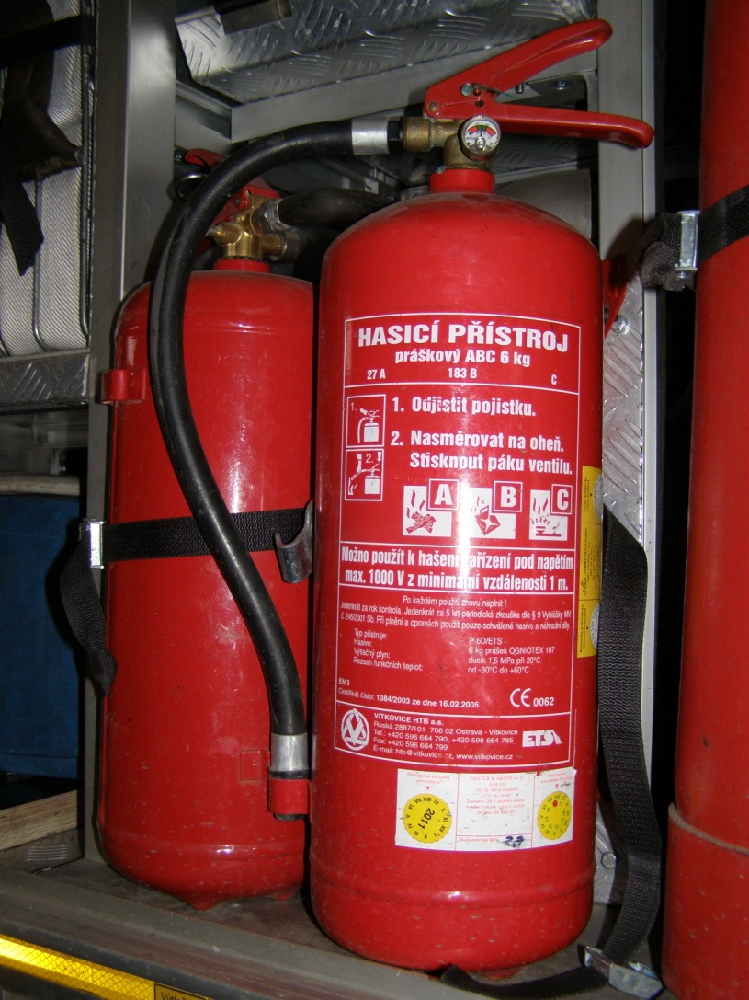 HASICÍ PŘÍSTROJ
práškový ABC 6 kg
27 A 183 B C
1. 1. Odjistit pojistku.
2. 2. Nasměrovat na oheň.
Stisknout páku ventilu.
A B C
Možno použít k hašení zařízení pod napětím
max. 1000 V z minimální vzdálenosti 1 m.
Po každém použití znovu naplnit !
Jedenkrát za rok kontrola. Jedenkrát za 5 let periodická zkouška dle § 9 Vyhlášky MV
č 246/2001 Sb. Při plnění a opravách použít pouze schválené hasivo a náhradní díly.
Typ přístroje: P 6D/ETS
Hasivo: 6 kg prášek OGNIOTEX 107
Výtlačný plyn: dusík 1,5 MPa při 20°C
Rozsah funkčních teplot: od -30°C do +60°C
EN 3
Certifikát číslo: 1384/2003 ze dne 16.02.2005 CE 0062
VÍTKOVICE HTB a.s.
Ruská 2887/101 706 02 Ostrava - Vítkovice
Tel.: +420 596 664 790, +420 596 664 785
Fax: +420 596 664 799
E-mail: htb@vitkovice.cz, www.vitkovice.cz
ETS
2011